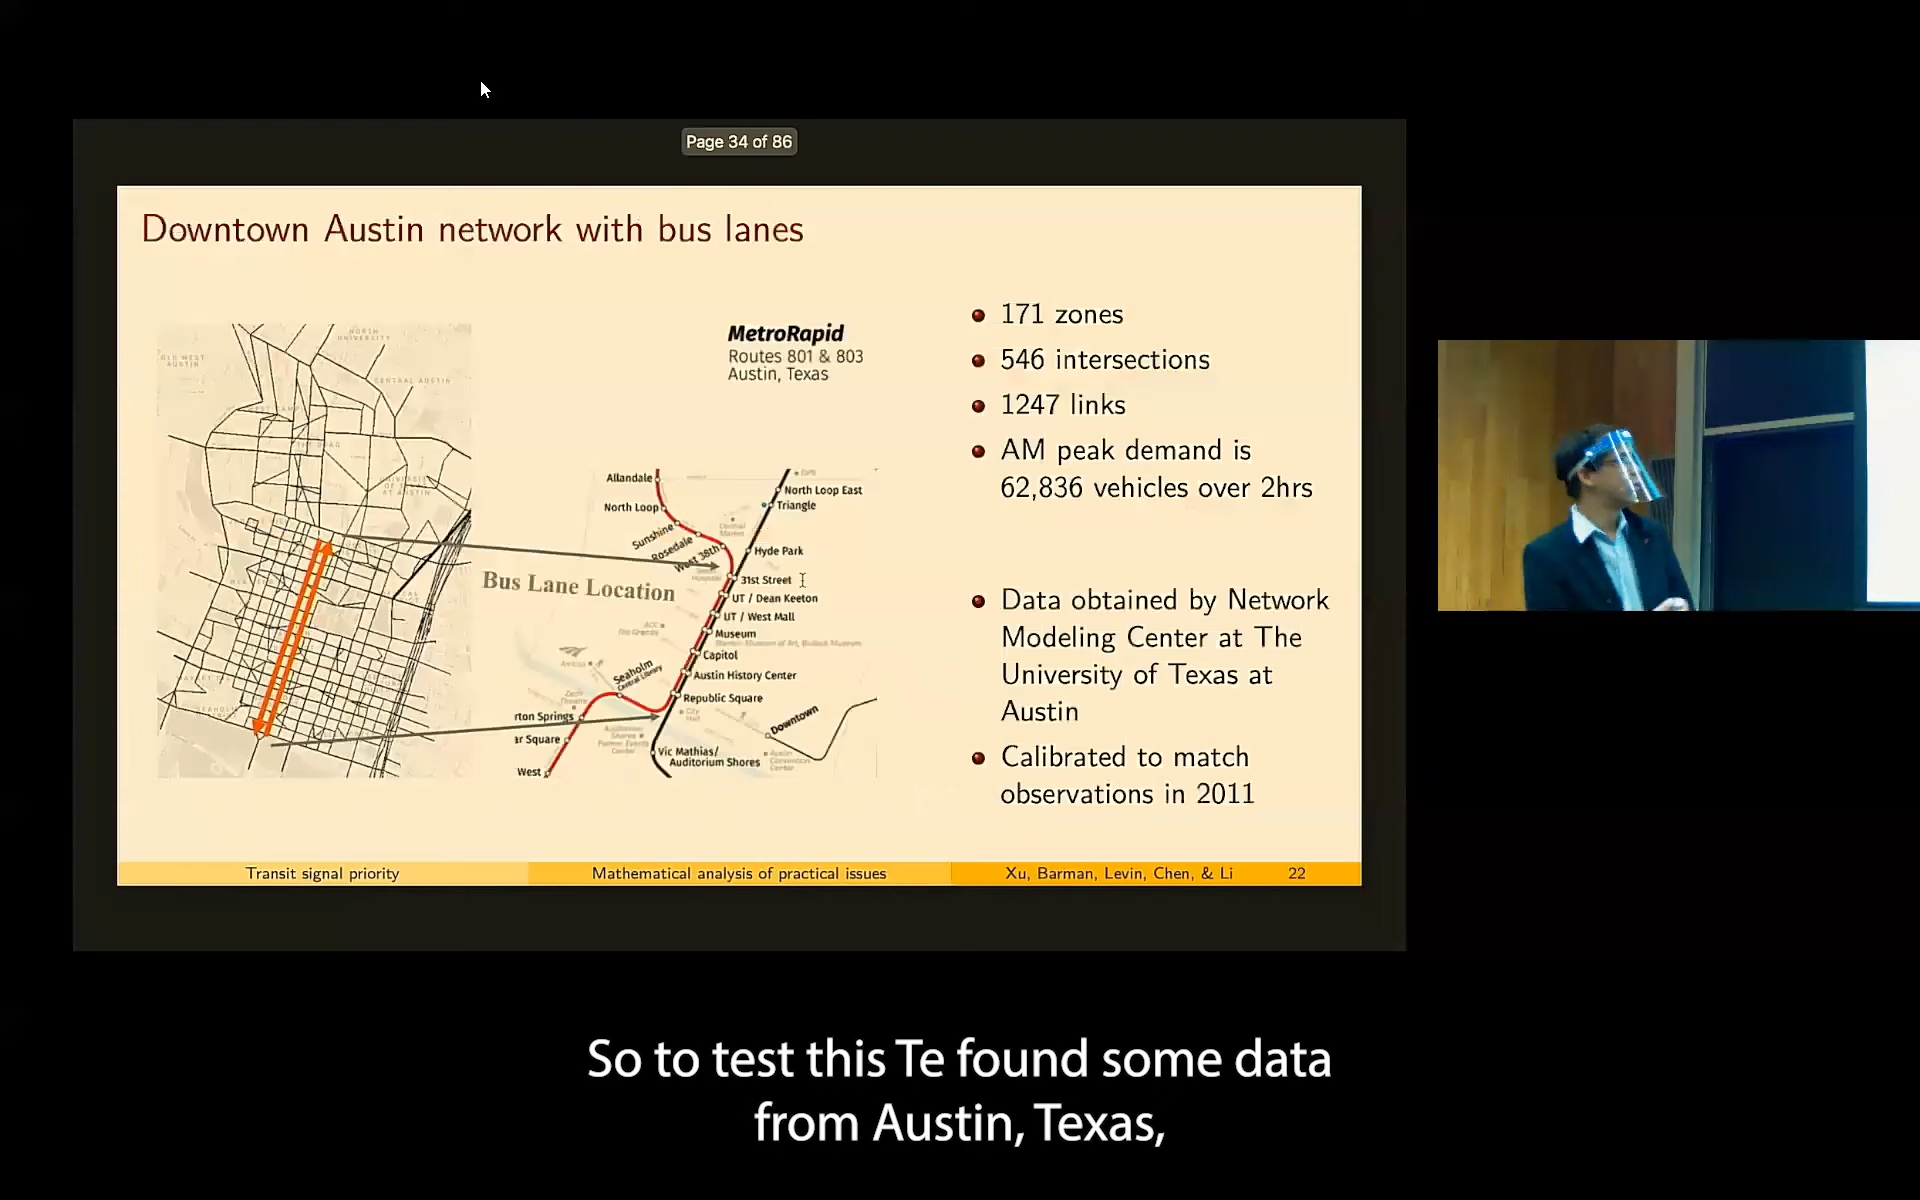 Page 34 of 86
Downtown Austin network with bus lanes
MetroRapid
Routes 801 & 803
Austin, Texas
NORTH
UNIVERSITY
CENTRAL AUSTIN
Allandale
North Loop
Sunshine
Rosedale
West 38th
North Loop East
Triangle
Hyde Park
31st Street
UT / Dean Keeton
UT / West Mall
Museum
Capitol
Austin History Center
Republic Square
Seaholm
Central Library
rton Springs
ar Square
West
Vic Mathias/
Auditorium Shores
Downtown
Bus Lane Location
171 zones
546 intersections
1247 links
AM peak demand is
62,836 vehicles over 2hrs
Data obtained by Network
Modeling Center at The
University of Texas at
Austin
Calibrated to match
observations in 2011
Transit signal priority
Mathematical analysis of practical issues
Xu, Barman, Levin, Chen, & Li
22
So to test this Te found some data
from Austin, Texas,